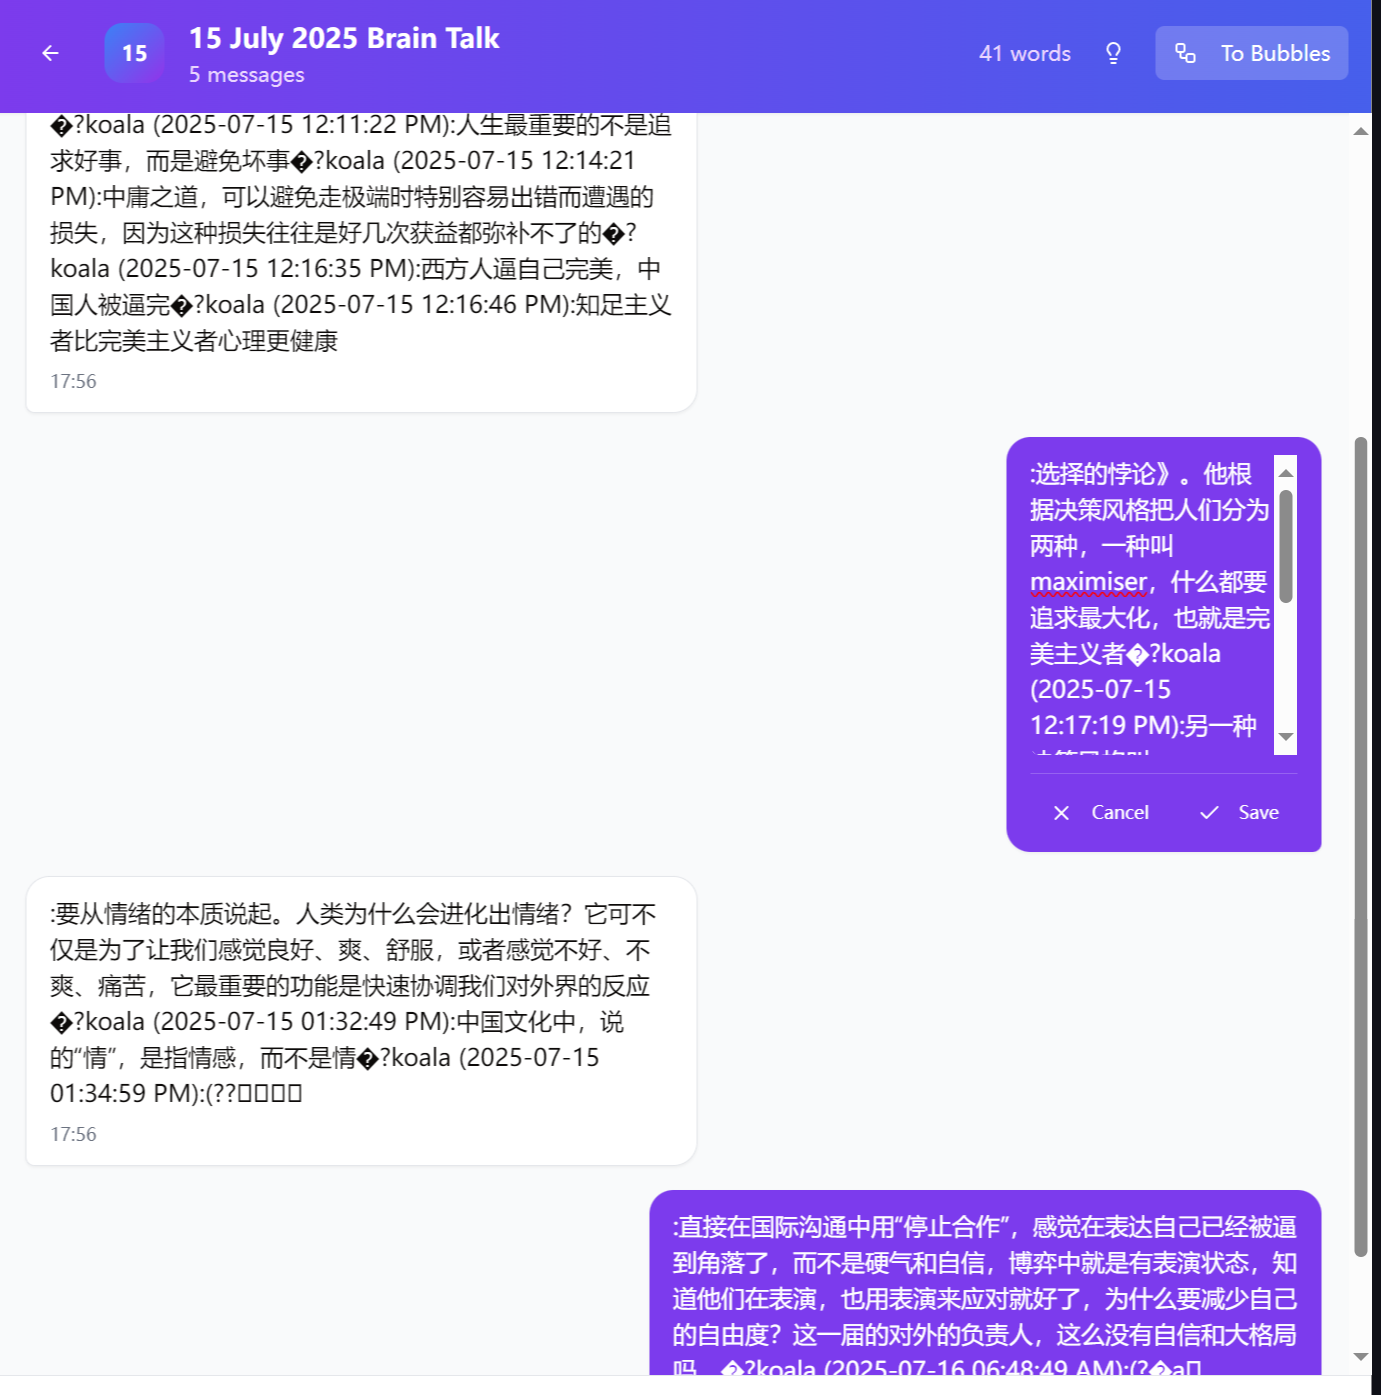 15
15 July 2025 Brain Talk
5 messages
41 words
To Bubbles
�?koala (2025-07-15 12:11:22 PM):人生最重要的不是追
求好事，而是避免坏事�?koala (2025-07-15 12:14:21
PM):中庸之道，可以避免走极端时特别容易出错而遭遇的
损失，因为这种损失往往是好几次获益都弥补不了的�?
koala (2025-07-15 12:16:35 PM):西方人逼自己完美，中
国人被逼完�?koala (2025-07-15 12:16:46 PM):知足主义
者比完美主义者心理更健康
17:56
:选择的悖论》。他根
据决策风格把人们分为
两种，一种叫
maximiser，什么都要
追求最大化，也就是完
美主义者�?koala
(2025-07-15
12:17:19 PM):另一种
Cancel
Save
:要从情绪的本质说起。人类为什么会进化出情绪？它可不
仅是为了让我们感觉良好、爽、舒服，或者感觉不好、不
爽、痛苦，它最重要的功能是快速协调我们对外界的反应
�?koala (2025-07-15 01:32:49 PM):中国文化中，说
的“情”，是指情感，而不是情�?koala (2025-07-15
01:34:59 PM):(??▯▯▯▯
17:56
:直接在国际沟通中用“停止合作”，感觉在表达自己已经被逼
到角落了，而不是硬气和自信，博弈中就是有表演状态，知
道他们在表演，也用表演来应对就好了，为什么要减少自己
的自由度？这一届的对外的负责人，这么没有自信和大格局
吗，�?koala (2025-07-16 06:48:49 AM):(?�a▯